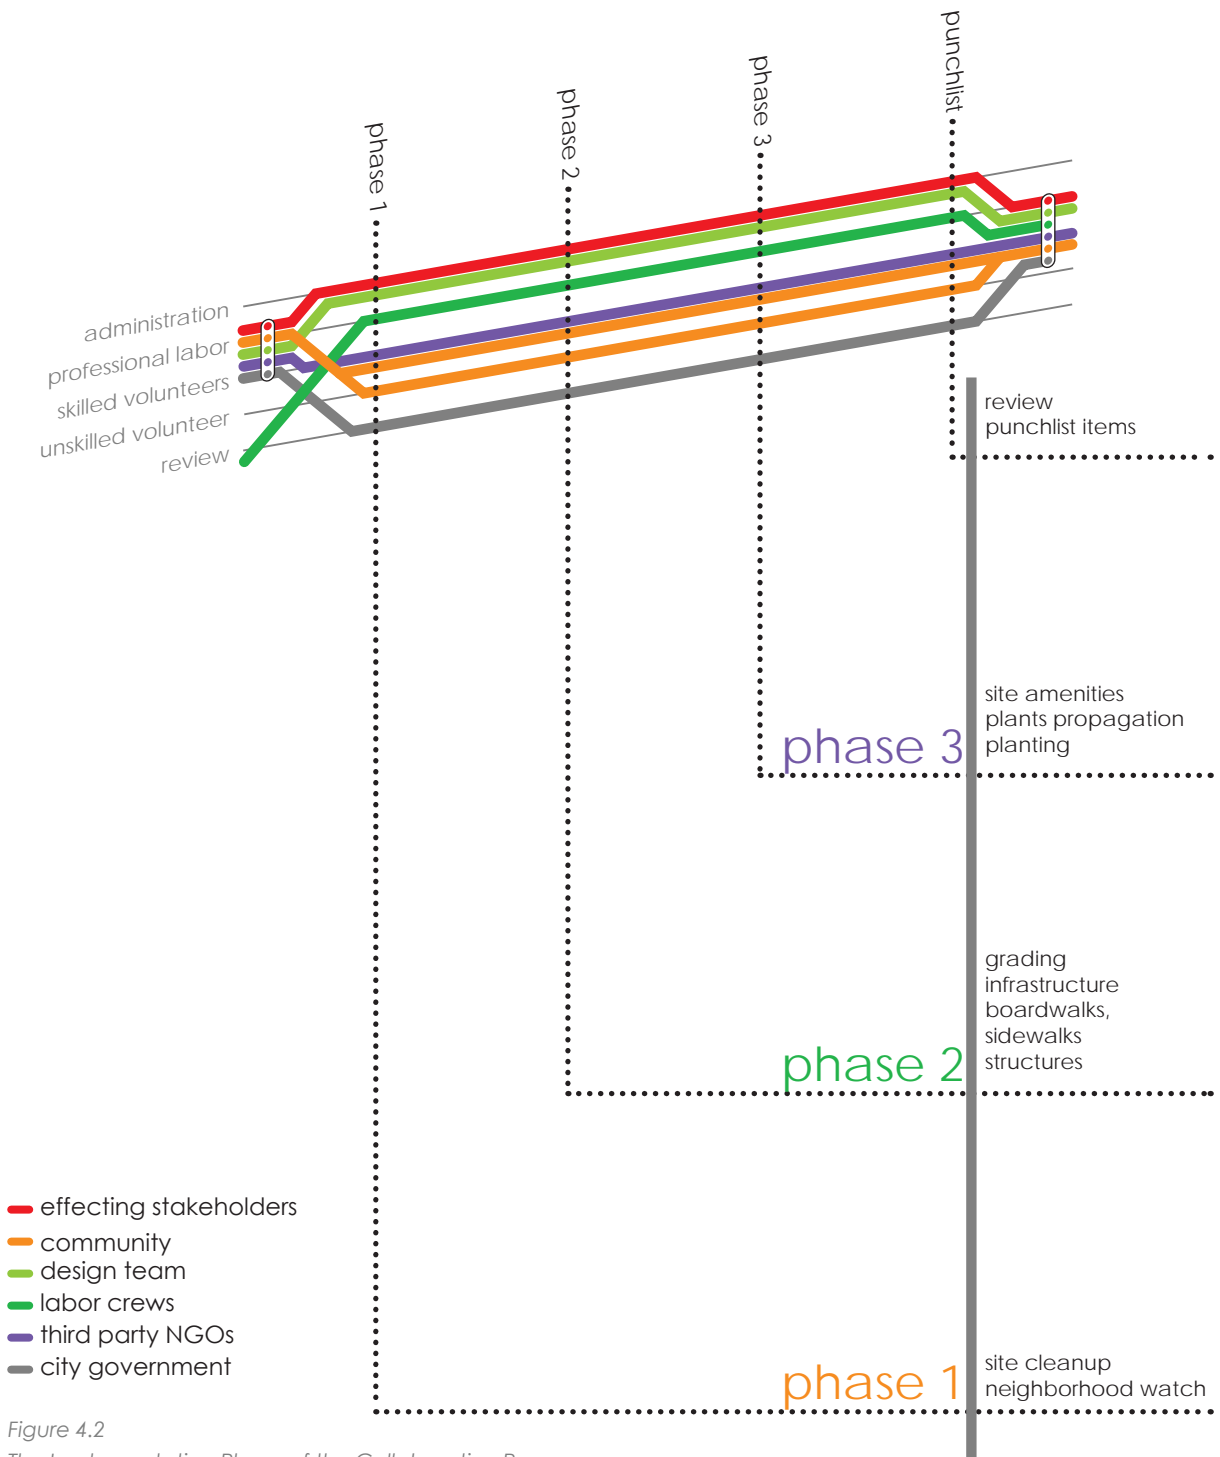 punchlist
phase 3
phase 2
phase 1
administration
professional labor
skilled volunteers
unskilled volunteer
review
review
punchlist items
site amenities
plants propagation
planting
phase 3
grading
infrastructure
boardwalks,
sidewalks
structures
phase 2
effecting stakeholders
community
design team
labor crews
third party NGOs
city government
site cleanup
neighborhood watch
phase 1
Figure 4.2